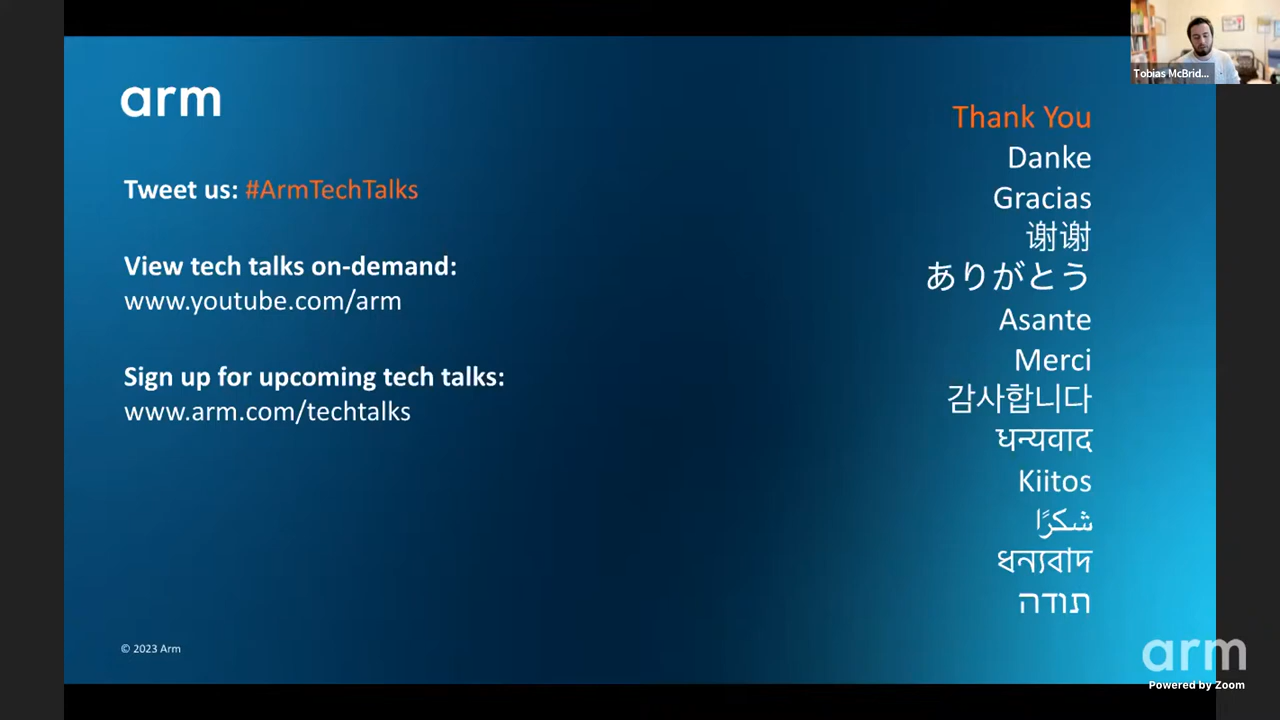 arm
Tweet us: #ArmTechTalks
View tech talks on-demand:
www.youtube.com/arm
Sign up for upcoming tech talks:
www.arm.com/techtalks
© 2023 Arm
Tobias McBrid...
Thank You
Danke
Gracias
谢谢
ありがとう
Asante
Merci
감사합니다
धन्यवाद
Kiitos
شكرًا
ধন্যবাদ
תודה
arm
Powered by Zoom